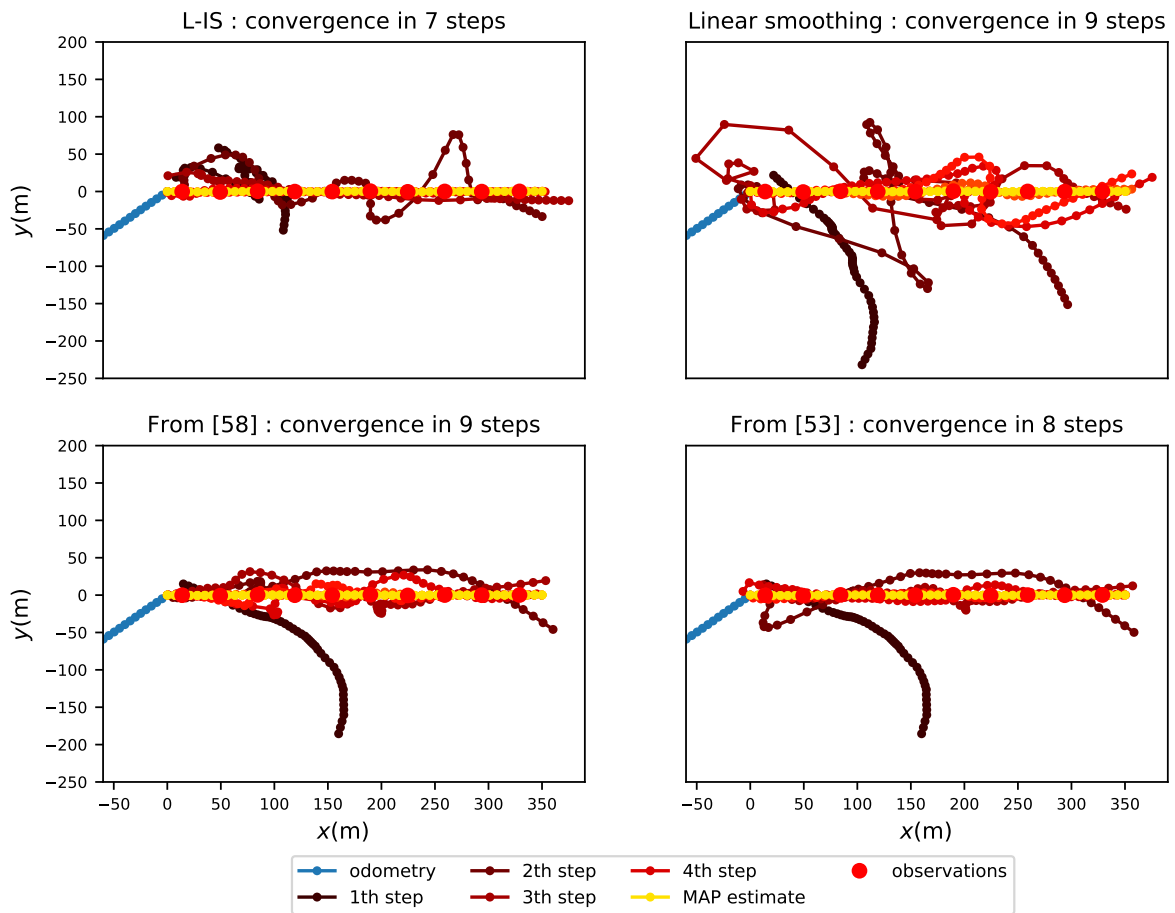 L-IS : convergence in 7 steps
Linear smoothing : convergence in 9 steps
200
150
100
50
0
−50
−100
−150
−200
−250
y(m)
From [58] : convergence in 9 steps
From [53] : convergence in 8 steps
200
150
100
50
0
−50
−100
−150
−200
−250
y(m)
−50 0 50 100 150 200 250 300 350
−50 0 50 100 150 200 250 300 350
x(m)
x(m)
odometry 2th step 4th step observations
1th step 3th step MAP estimate